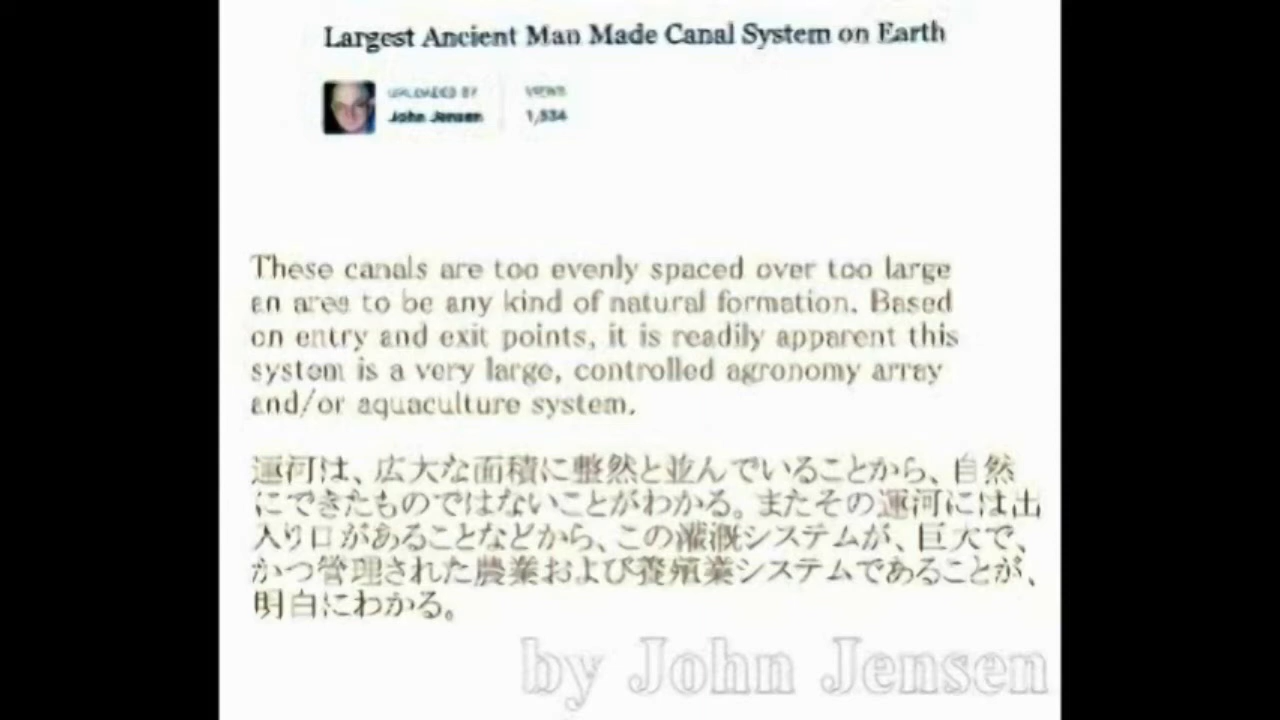 Largest Ancient Man Made Canal System on Earth
UPLOADED BY
VIEWS
John Jensen
1,534
These canals are too evenly spaced over too large
an area to be any kind of natural formation. Based
on entry and exit points, it is readily apparent this
system is a very large, controlled agronomy array
and/or aquaculture system.
運河は、広大な面積に整然と並んでいることから、自然
にできたものではないことがわかる。またその運河には出
入り口があることなどから、この灌漑システムが、巨大で、
かつ管理された農業および養殖業システムであることが、
明白にわかる。
by John Jensen